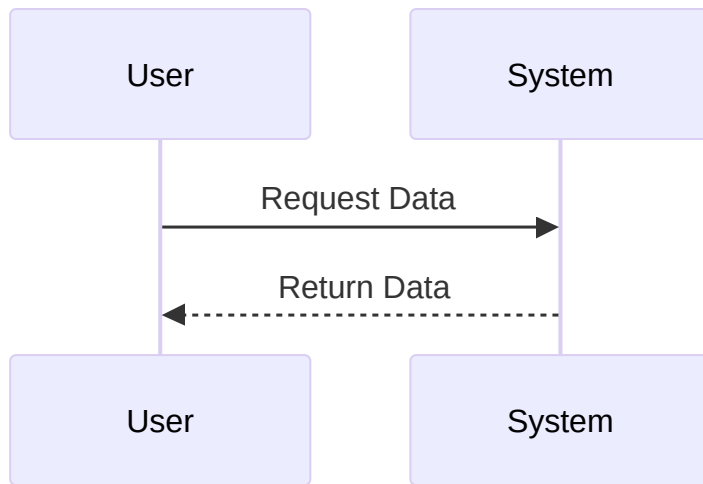 User
System
Request Data
Return Data
User
System